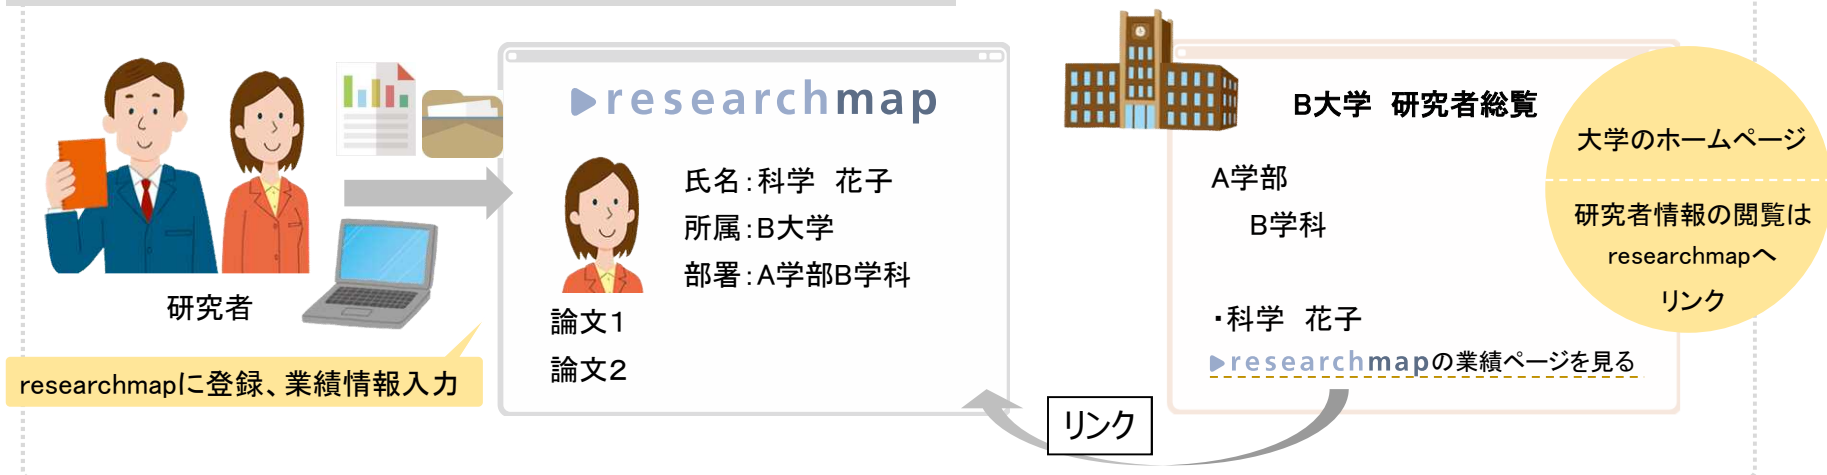 研究者
researchmapに登録、業績情報入力
researchmap
氏名：科学　花子
所属：B大学
部署：A学部B学科
論文1
論文2
B大学　研究者総覧
A学部
B学科
・科学　花子
researchmapの業績ページを見る
リンク
大学のホームページ
研究者情報の閲覧は
researchmapへ
リンク